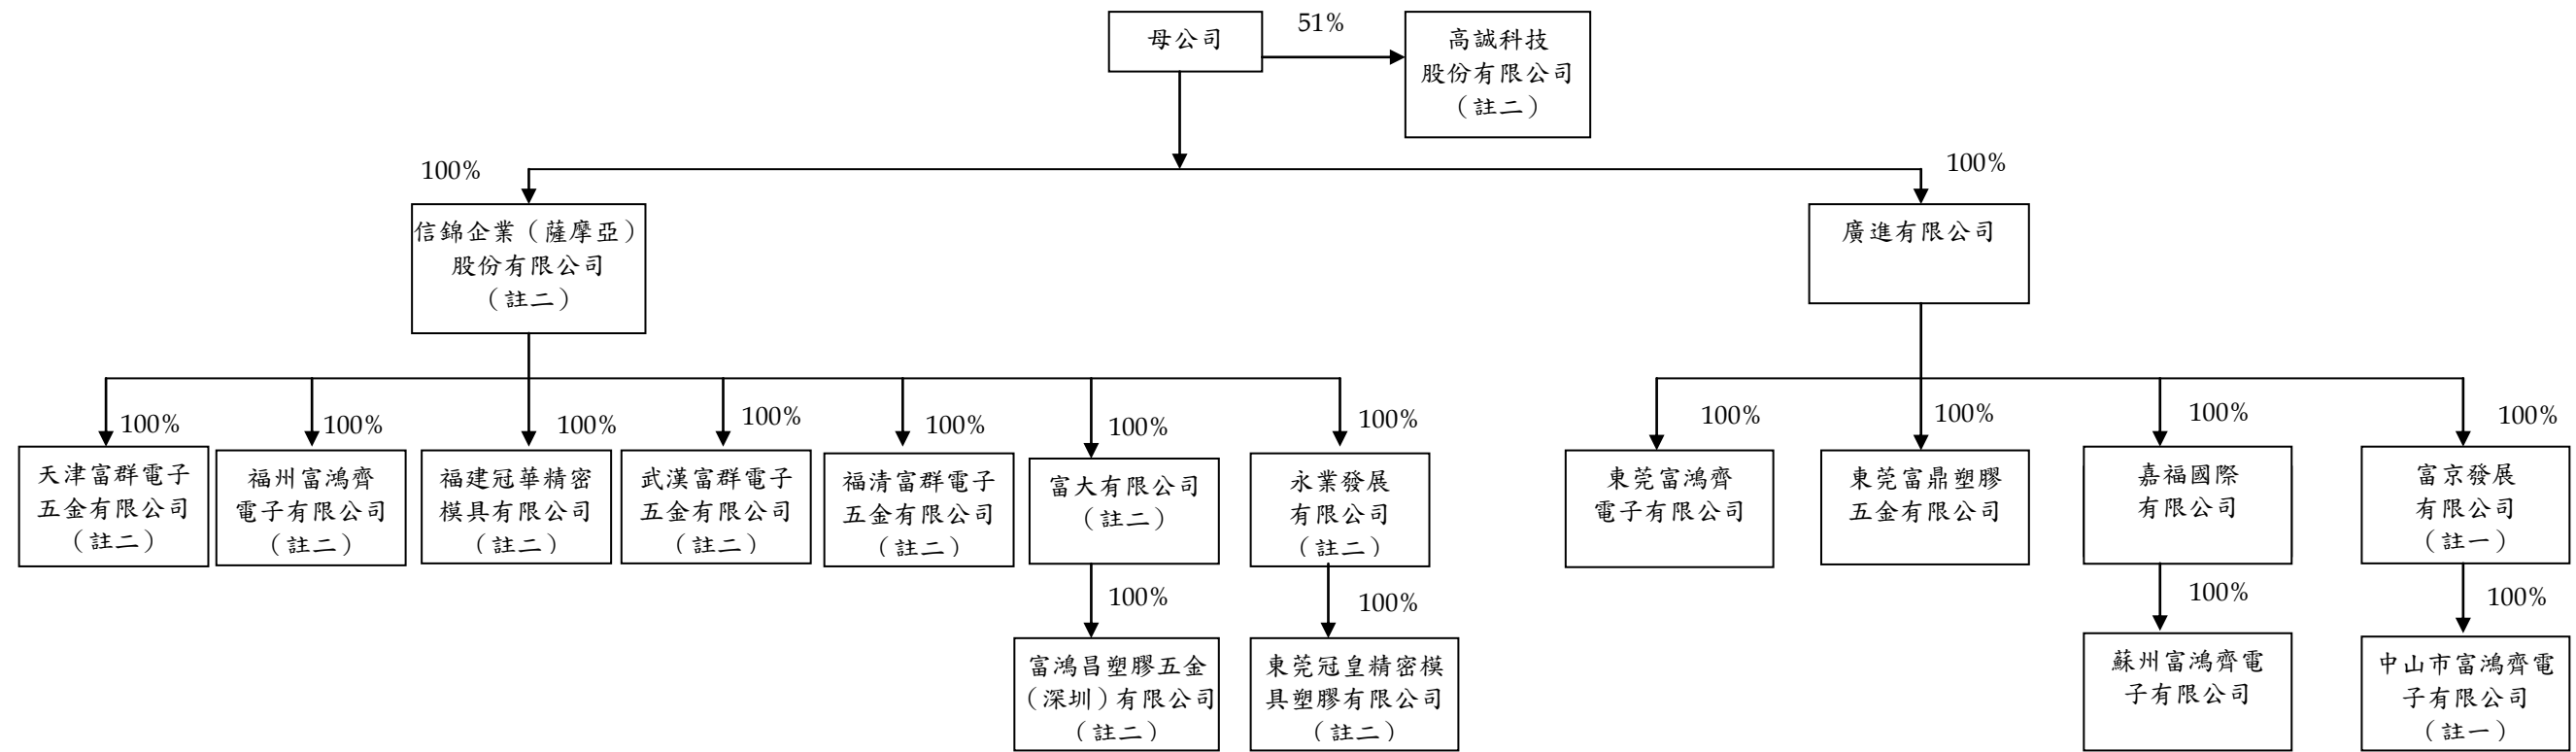 母公司
51%
高誠科技
股份有限公司
（註二）
100%
100%
信錦企業（薩摩亞）
股份有限公司
（註二）
廣進有限公司
100%
100%
100%
100%
100%
100%
100%
100%
100%
100%
100%
天津富群電子
五金有限公司
（註二）
福州富鴻齊
電子有限公司
（註二）
福建冠華精密
模具有限公司
（註二）
武漢富群電子
五金有限公司
（註二）
福清富群電子
五金有限公司
（註二）
富大有限公司
（註二）
永業發展
有限公司
（註二）
東莞富鴻齊
電子有限公司
東莞富鼎塑膠
五金有限公司
嘉福國際
有限公司
富京發展
有限公司
（註一）
100%
100%
100%
100%
富鴻昌塑膠五金
（深圳）有限公司
（註二）
東莞冠皇精密模
具塑膠有限公司
（註二）
蘇州富鴻齊電
子有限公司
中山市富鴻齊電
子有限公司
（註一）